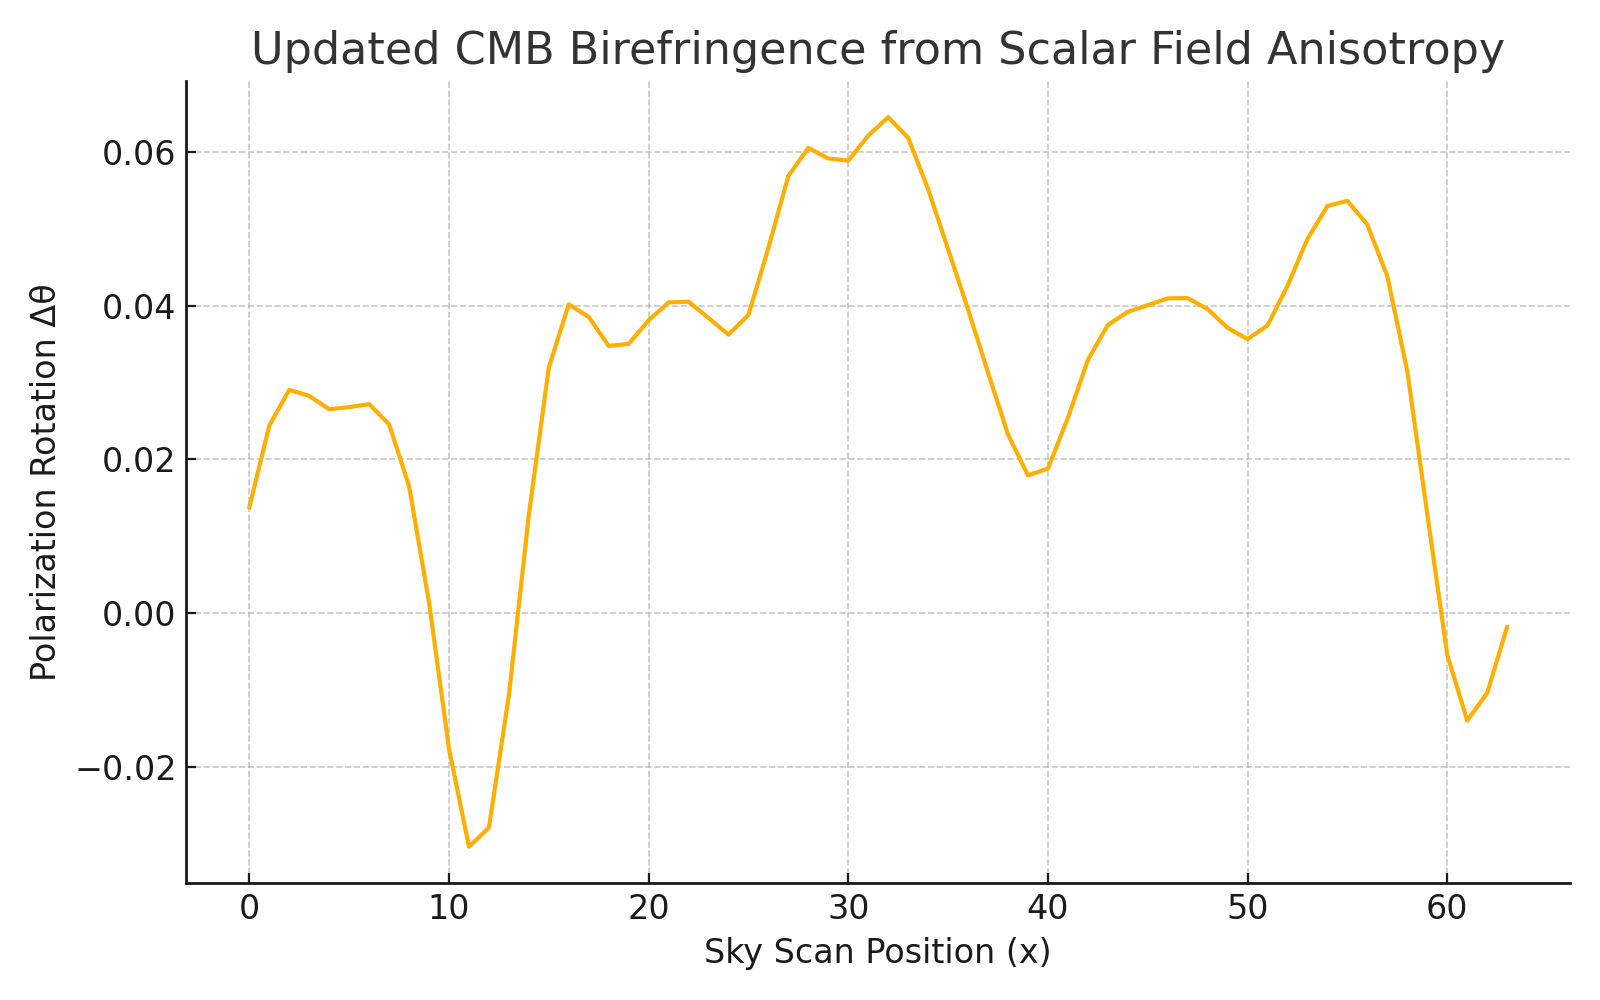 Updated CMB Birefringence from Scalar Field Anisotropy
Polarization Rotation Δθ
0.06
0.04
0.02
0.00
−0.02
0 10 20 30 40 50 60
Sky Scan Position (x)